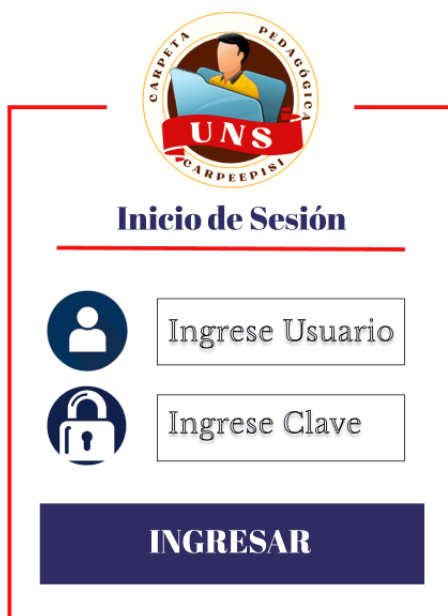 CARPETA PEDAGÓGICA
UNS
CARPEEPISI
Inicio de Sesión
Ingrese Usuario
Ingrese Clave
INGRESAR